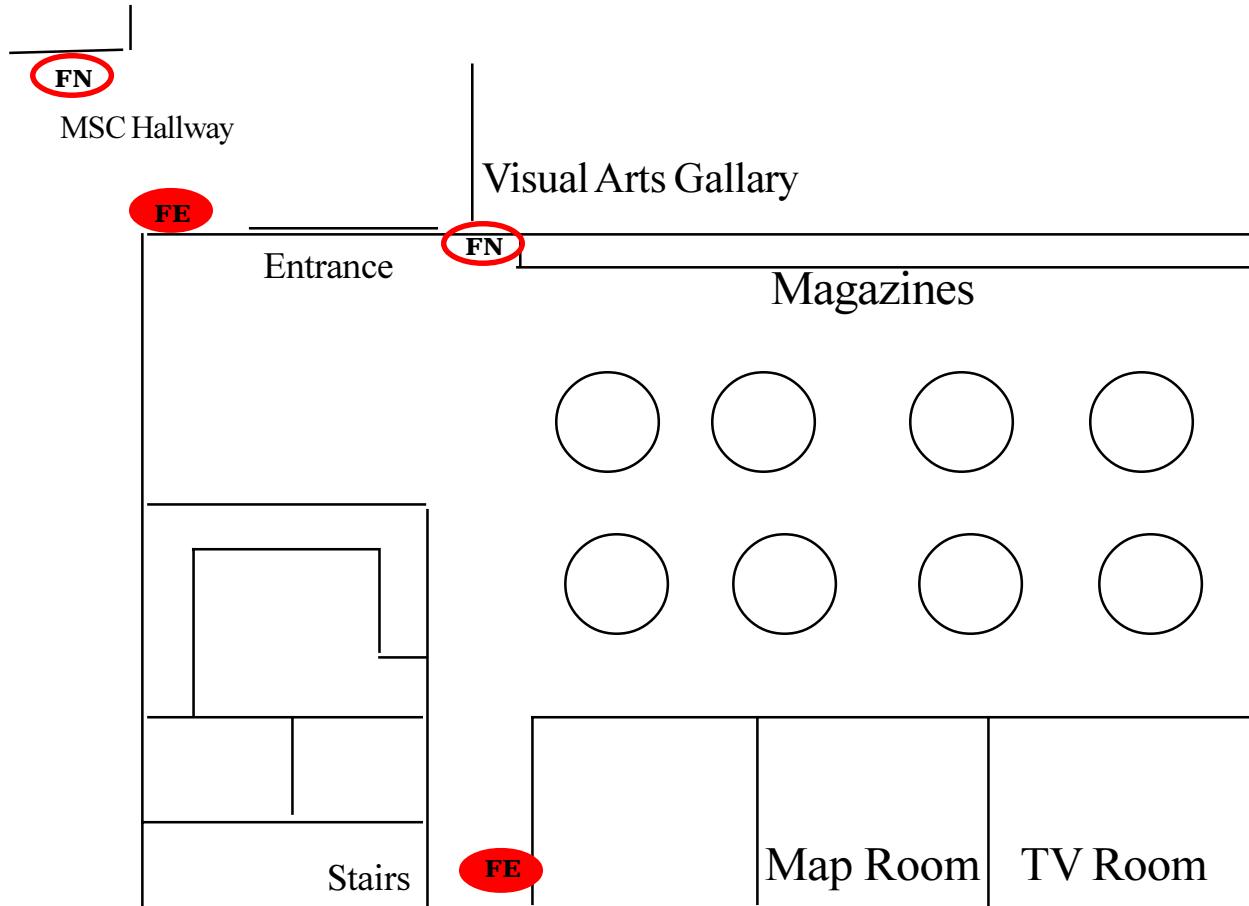 FN
MSC Hallway
Visual Arts Gallary
FE
FN
Entrance
Magazines
Map Room
TV Room
FE
Stairs